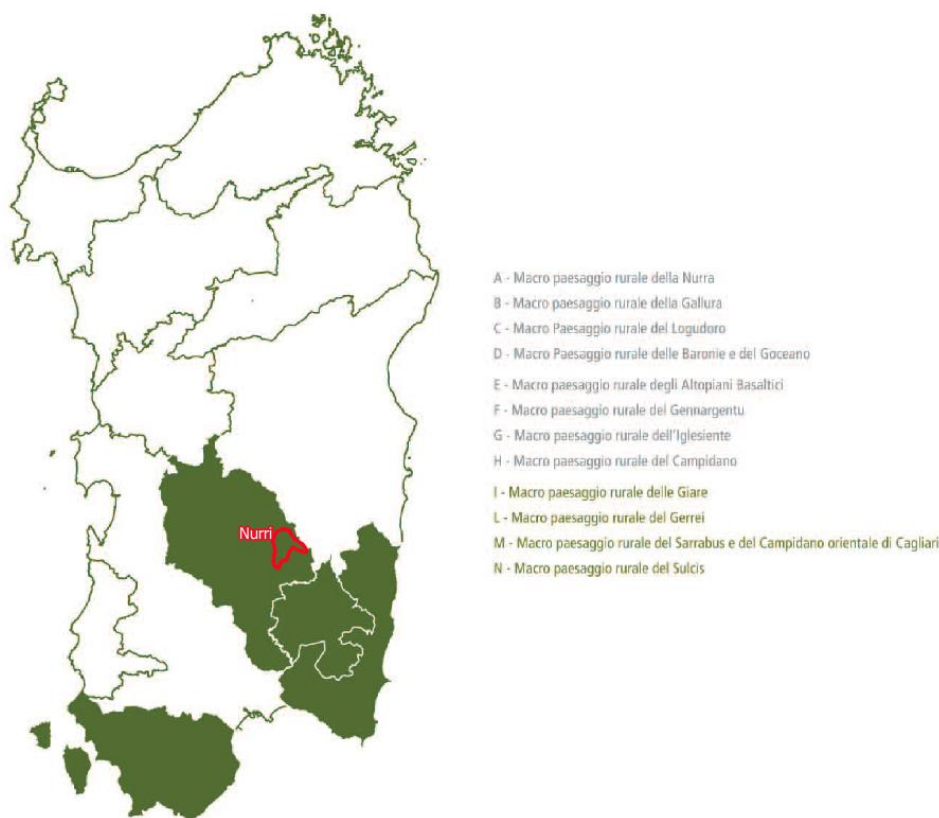 Nurri
A - Macro paesaggio rurale della Nurra
B - Macro paesaggio rurale della Gallura
C - Macro Paesaggio rurale del Logudoro
D - Macro Paesaggio rurale delle Baronie e del Goceano
E - Macro paesaggio rurale degli Altopiani Basaltici
F - Macro paesaggio rurale del Gennargentu
G - Macro paesaggio rurale dell'Iglesiente
H - Macro paesaggio rurale del Campidano
I - Macro paesaggio rurale delle Giare
L - Macro paesaggio rurale del Gerrei
M - Macro paesaggio rurale del Sarrabus e del Campidano orientale di Cagliari
N - Macro paesaggio rurale del Sulcis